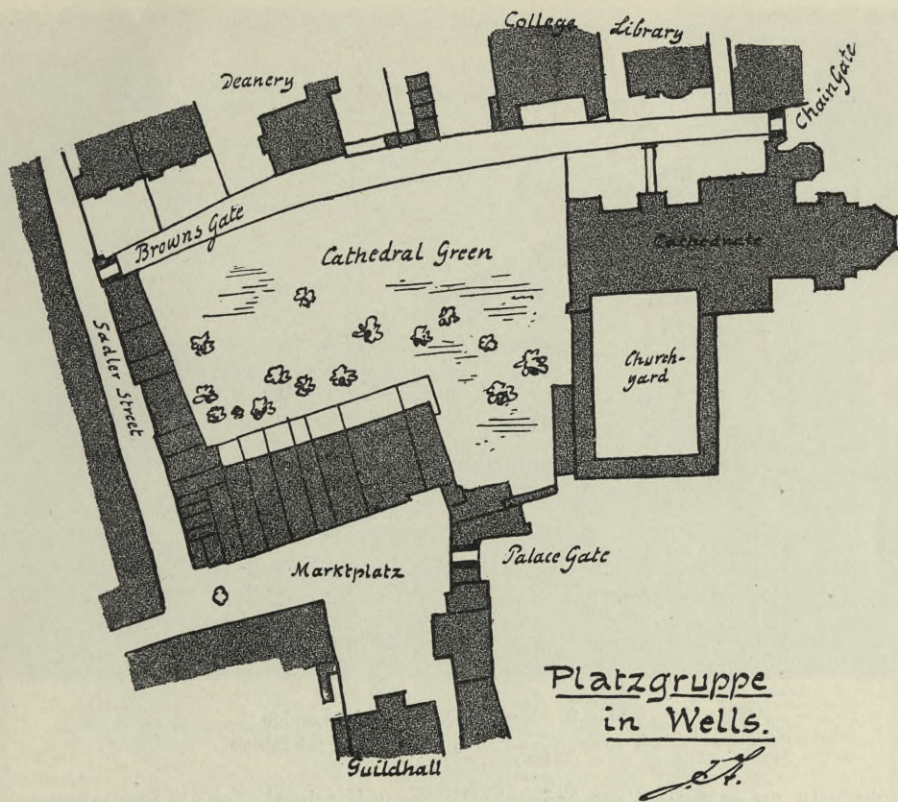 College
Library
Deanery
Chain Gate
Browns Gate
Cathedral Green
Cathedrale
Sadler Street
Church-
yard
Marktplatz
Palace Gate
Guildhall
Platzgruppe
in Wells.